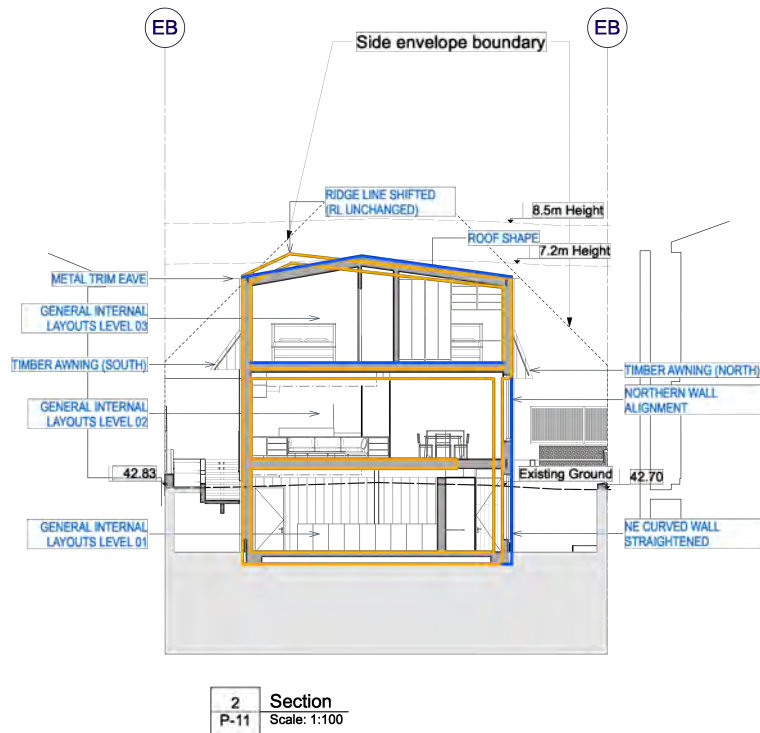 EB
EB
Side envelope boundary
RIDGE LINE SHIFTED
(RL UNCHANGED)
8.5m Height
ROOF SHAPE
7.2m Height
METAL TRIM EAVE
GENERAL INTERNAL
LAYOUTS LEVEL 03
TIMBER AWNING (SOUTH)
TIMBER AWNING (NORTH)
NORTHERN WALL
ALIGNMENT
GENERAL INTERNAL
LAYOUTS LEVEL 02
42.83
Existing Ground
42.70
GENERAL INTERNAL
LAYOUTS LEVEL 01
NE CURVED WALL
STRAIGHTENED
2
P-11
Section
Scale: 1:100